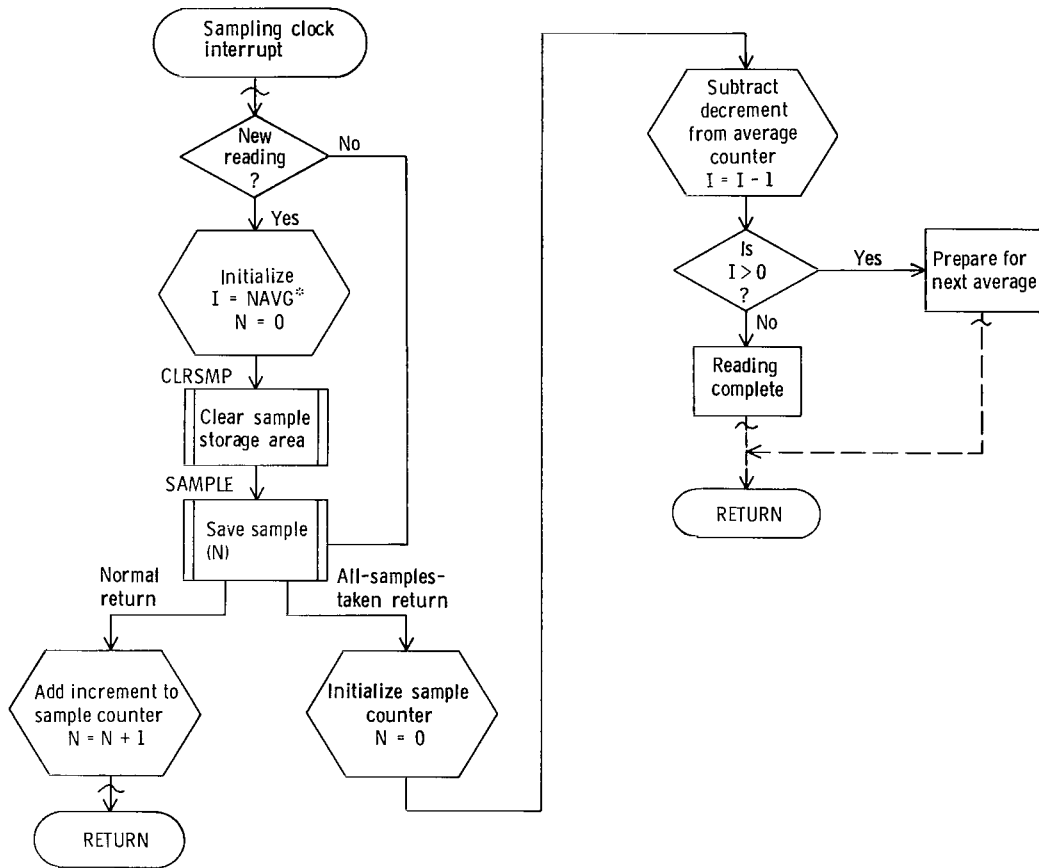 Sampling clock
interrupt
New
reading
?
No
Yes
Initialize
I = NAVG*
N = 0
CLRSMP
Clear sample
storage area
SAMPLE
Save sample
(N)
Normal
return
All-samples-
taken return
Add increment to
sample counter
N = N + 1
RETURN
Initialize sample
counter
N = 0
Subtract
decrement
from average
counter
I = I - 1
Is
I > 0
?
Yes
Prepare for
next average
No
Reading
complete
RETURN